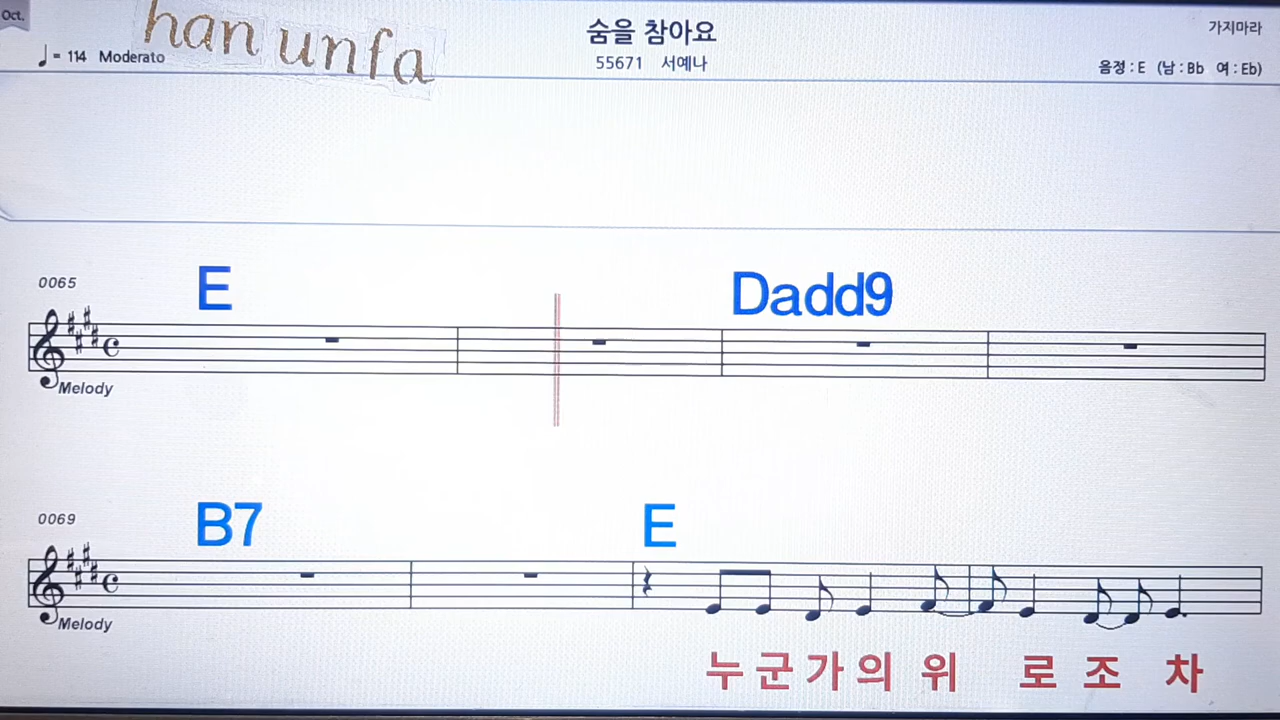 Oct.
han unfa
숨을 참아요
가지마라
♩= 114 Moderato
55671 서예나
음정 : E (남 : Bb 여 : Eb)
0065
E Dadd9
Melody
0069
B7 E
Melody
누 군 가 의 위 로 조 차